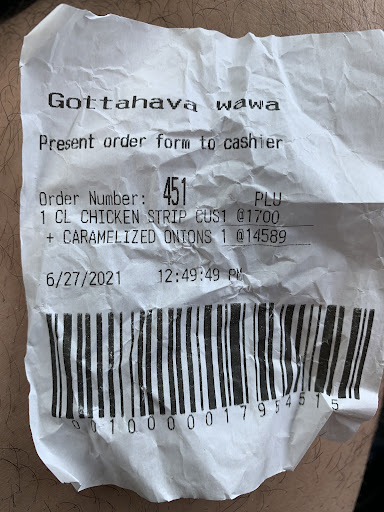 Gottahava wawa
Present order form to cashier
Order Number: 451 PLU
1 CL CHICKEN STRIP CUS1 @1700
+ CARAMELIZED ONIONS 1 @14589
6/27/2021 12:49:49 PM
0010000017954515